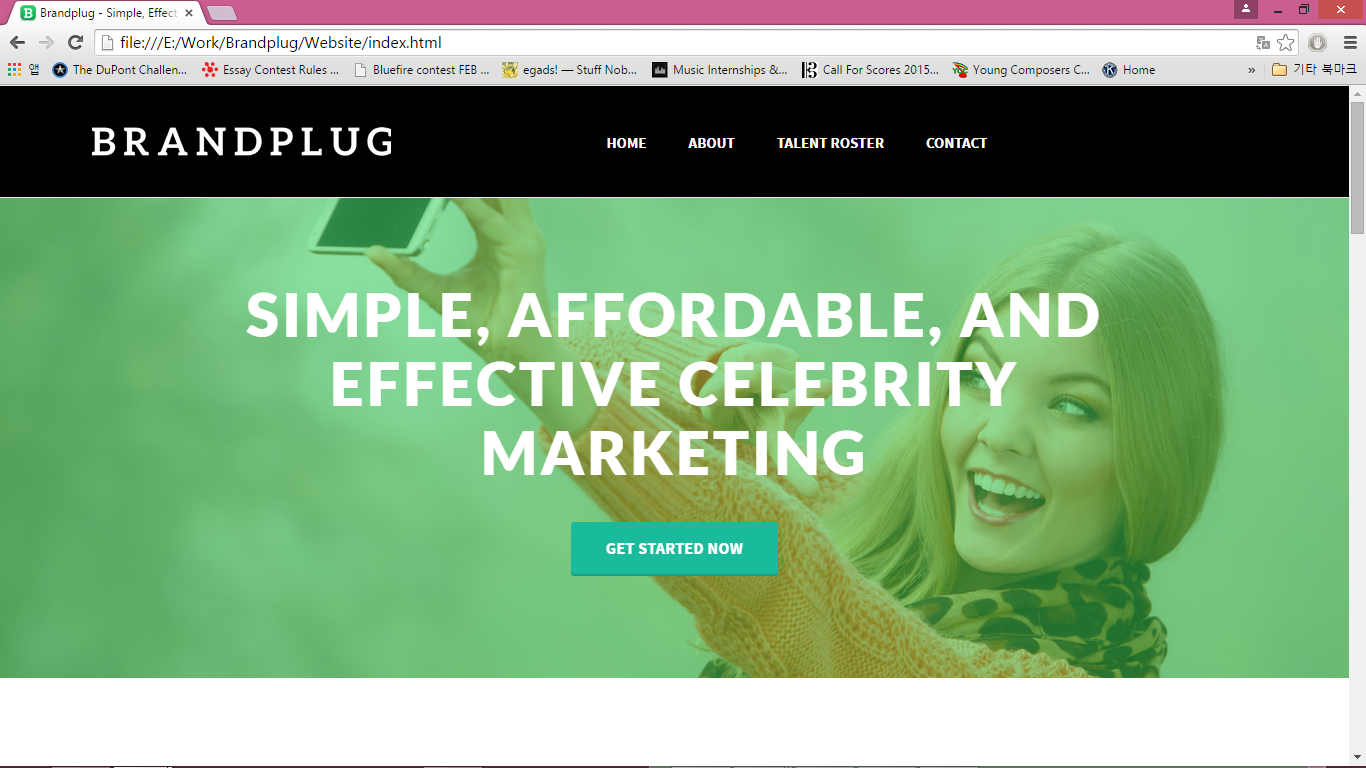 Brandplug - Simple, Effect
file:///E:/Work/Brandplug/Website/index.html
앱 The DuPont Challen... Essay Contest Rules ... Bluefire contest FEB ... egads! — Stuff Nob... Music Internships &... Call For Scores 2015... Young Composers C... Home » 기타 북마크
BRANDPLUG HOME ABOUT TALENT ROSTER CONTACT
SIMPLE, AFFORDABLE, AND
EFFECTIVE CELEBRITY
MARKETING
GET STARTED NOW